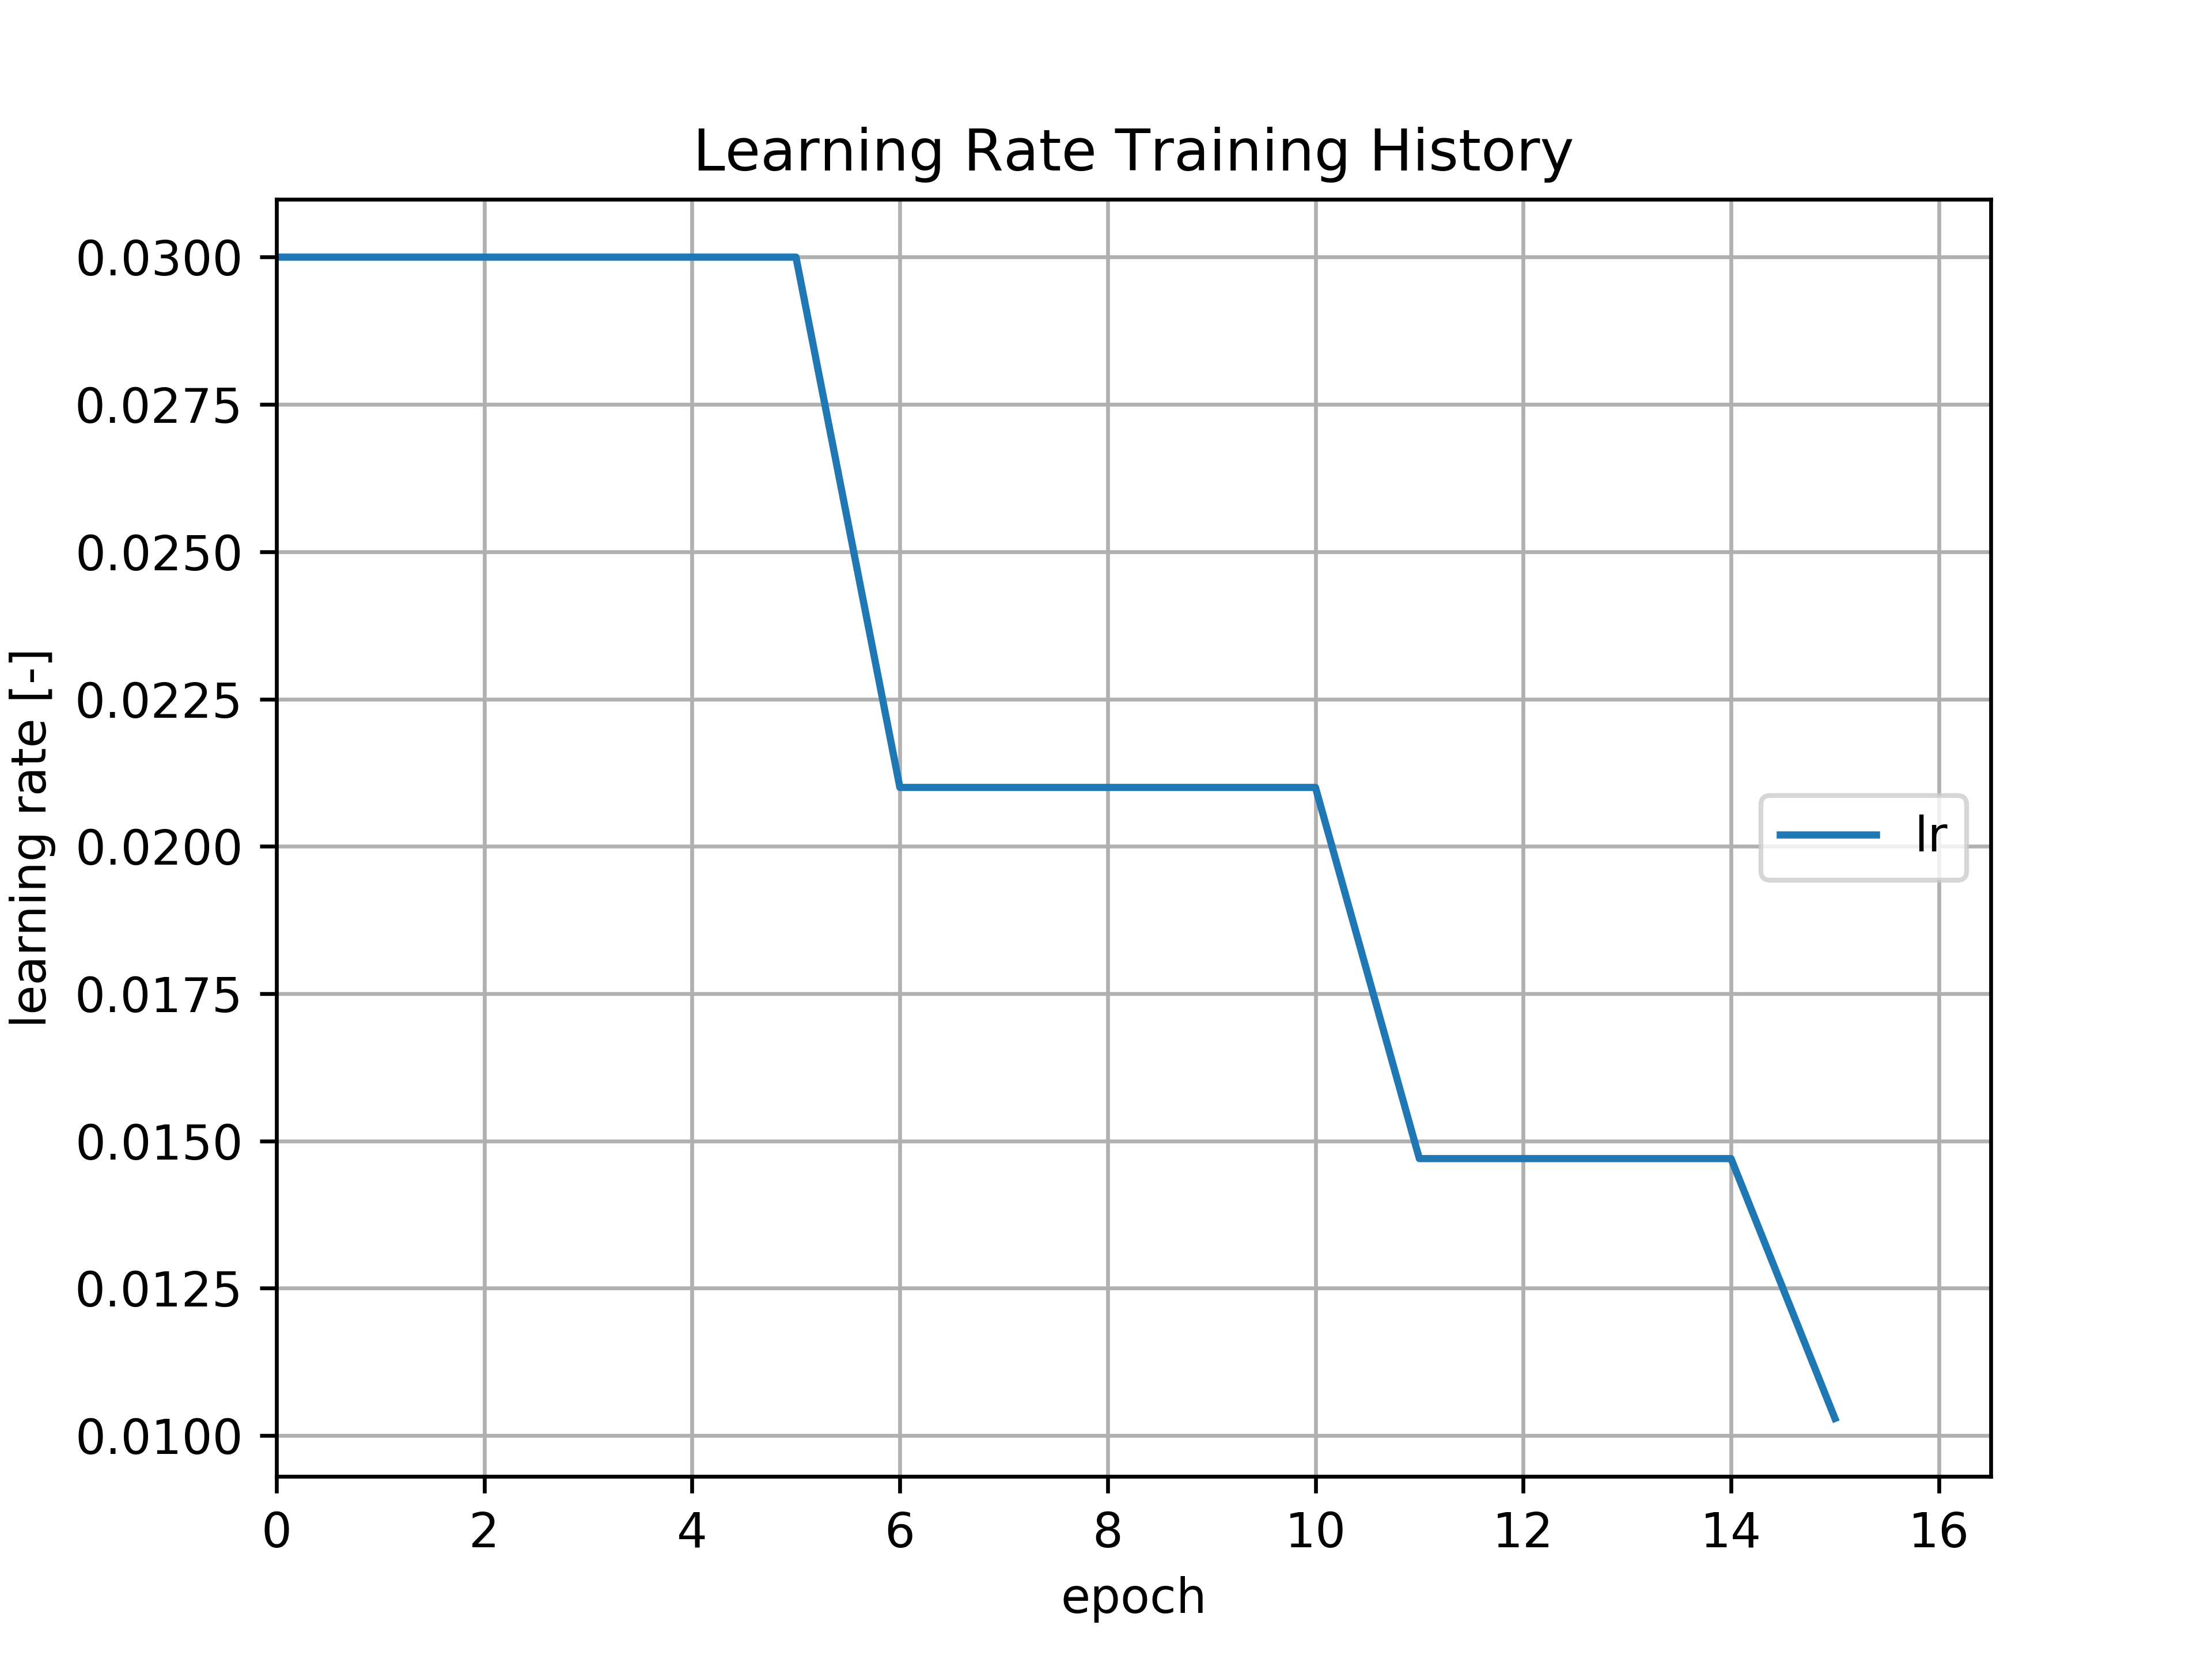 Learning Rate Training History
learning rate [-]
0.0300
0.0275
0.0250
0.0225
0.0200
0.0175
0.0150
0.0125
0.0100
lr
0 2 4 6 8 10 12 14 16
epoch